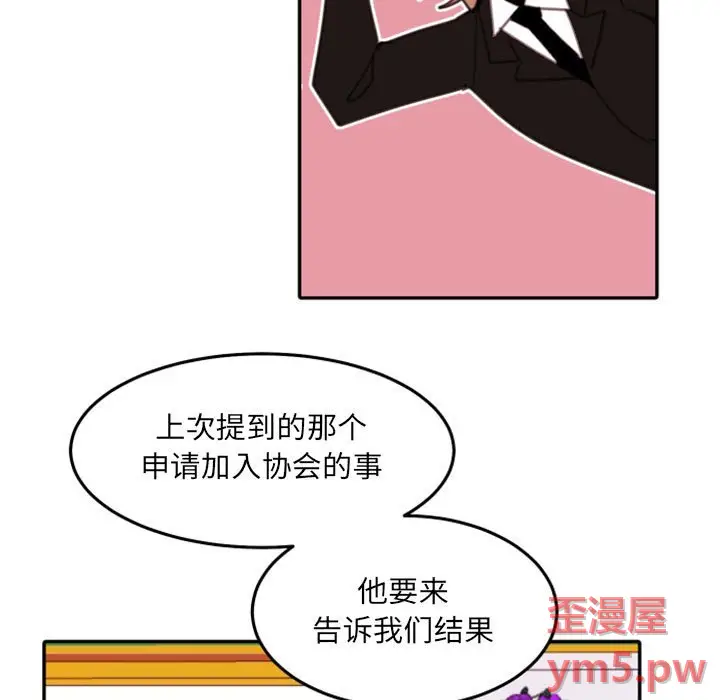 上次提到的那个
申请加入协会的事
他要来
告诉我们结果
歪漫屋
ym5.pw